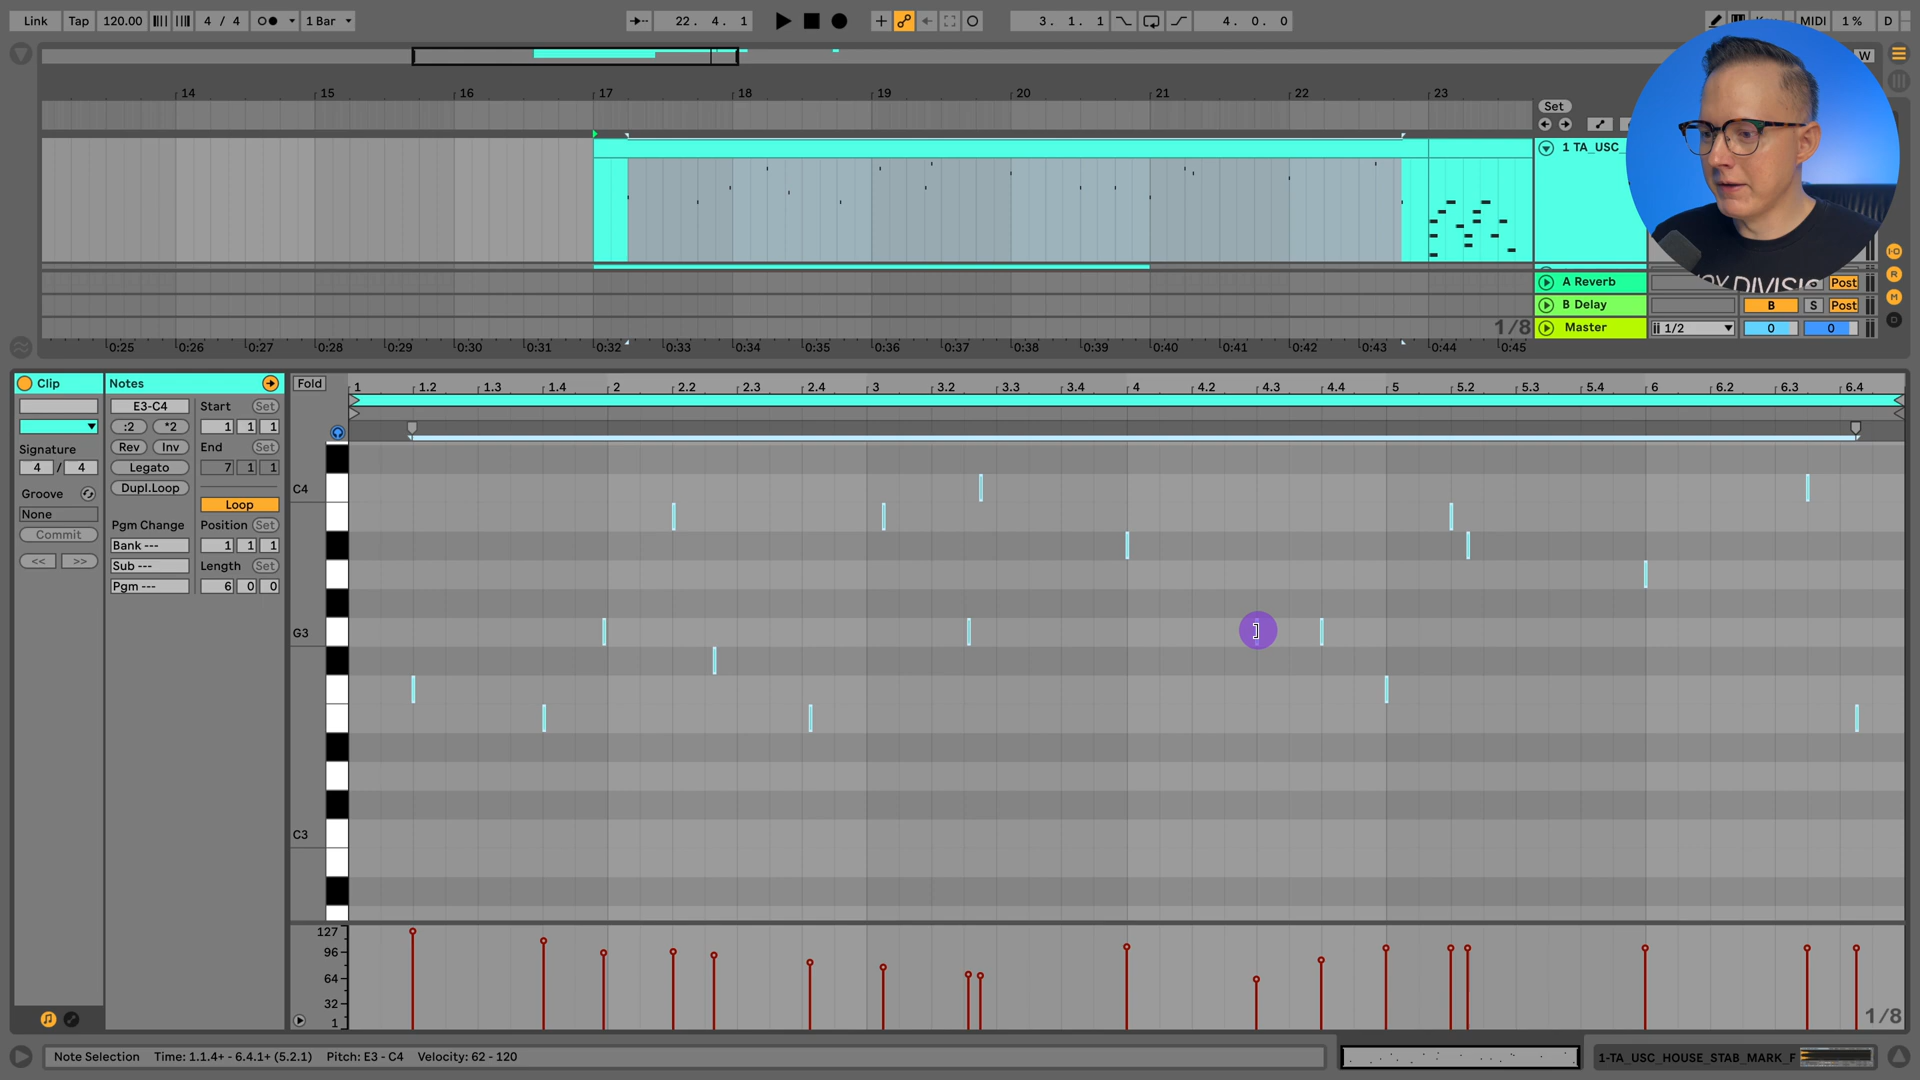 Link Tap 120.00 4 / 4 1 Bar 22. 4. 1 3. 1. 1 4. 0. 0 MIDI 1 % D
W
14 15 16 17 18 19 20 21 22 23
Set
1 TA_USC_
A Reverb Post
B Delay B S Post
1/8 Master 1/2 0 0
0:25 0:26 0:27 0:28 0:29 0:30 0:31 0:32 0:33 0:34 0:35 0:36 0:37 0:38 0:39 0:40 0:41 0:42 0:43 0:44 0:45
I-O
R
M
D
Clip Notes Fold 1 1.2 1.3 1.4 2 2.2 2.3 2.4 3 3.2 3.3 3.4 4 4.2 4.3 4.4 5 5.2 5.3 5.4 6 6.2 6.3 6.4
E3-C4 Start Set
:2 *2 1 1 1
Signature Rev Inv End
4 / 4 Legato 7 1 1
Dupl.Loop
Groove Loop
None
Commit Pgm Change Position Set
<< >> Bank --- 1 1 1
Sub --- Length Set
Pgm --- 6 0 0
C4
G3
C3
127
96
64
32
1
1/8
Note Selection Time: 1.1.4+ - 6.4.1+ (5.2.1) Pitch: E3 - C4 Velocity: 62 - 120 1-TA_USC_HOUSE_STAB_MARK_F